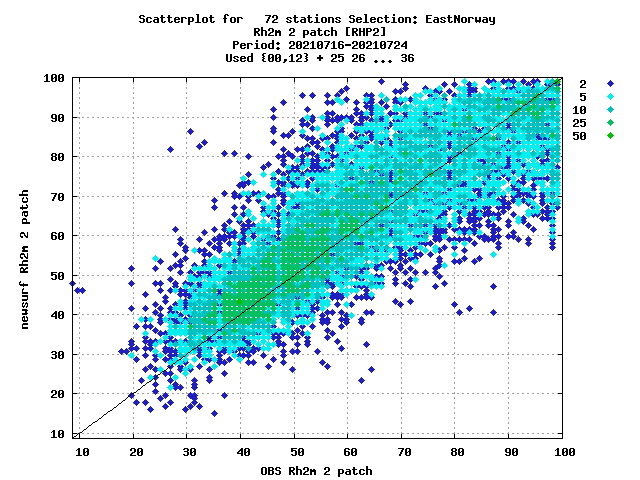 Scatterplot for   72 stations Selection: EastNorway
Rh2m 2 patch [RHP2]
Period: 20210716-20210724
Used {00,12} + 25 26 ... 36
100
90
80
70
60
50
40
30
20
10
newsurf Rh2m 2 patch
2
5
10
25
50
10 20 30 40 50 60 70 80 90 100
OBS Rh2m 2 patch